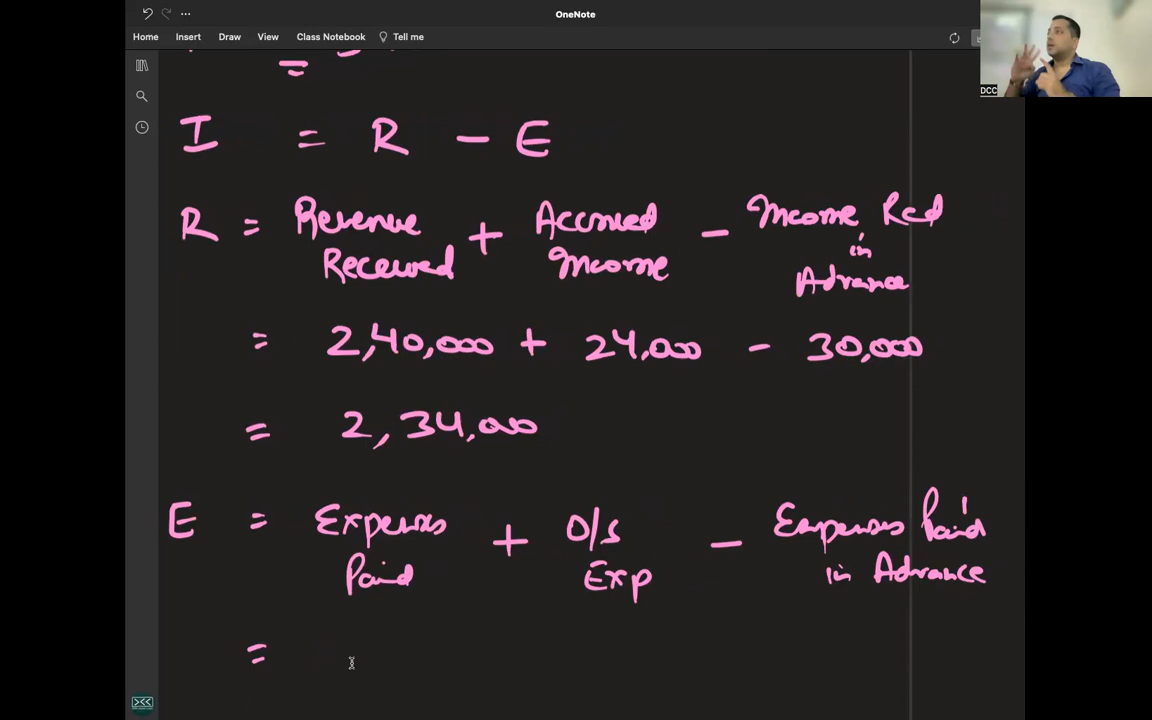 OneNote
Home Insert Draw View Class Notebook Tell me
I = R - E
R = Revenue Received + Accrued Income - Income Rcd in Advance
= 2,40,000 + 24,000 - 30,000
= 2,34,000
E = Expenses Paid + O/s Exp - Expenses Paid in Advance
=
DCC